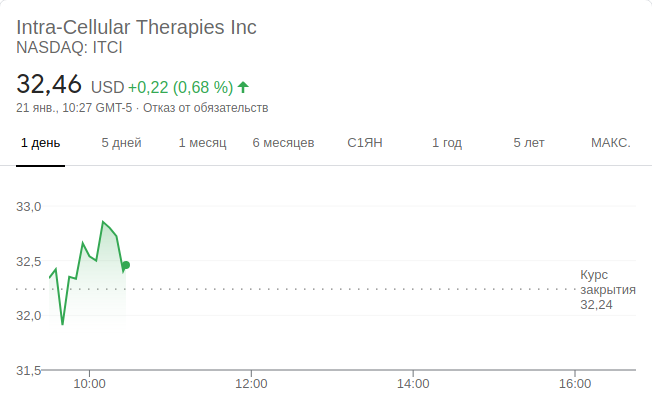 Intra-Cellular Therapies Inc
NASDAQ: ITCI
32,46 USD +0,22 (0,68 %)
21 янв., 10:27 GMT-5 · Отказ от обязательств
1 день 5 дней 1 месяц 6 месяцев С1ЯН 1 год 5 лет МАКС.
33,0
32,5
Курс
закрытия
32,24
32,0
31,5
10:00 12:00 14:00 16:00